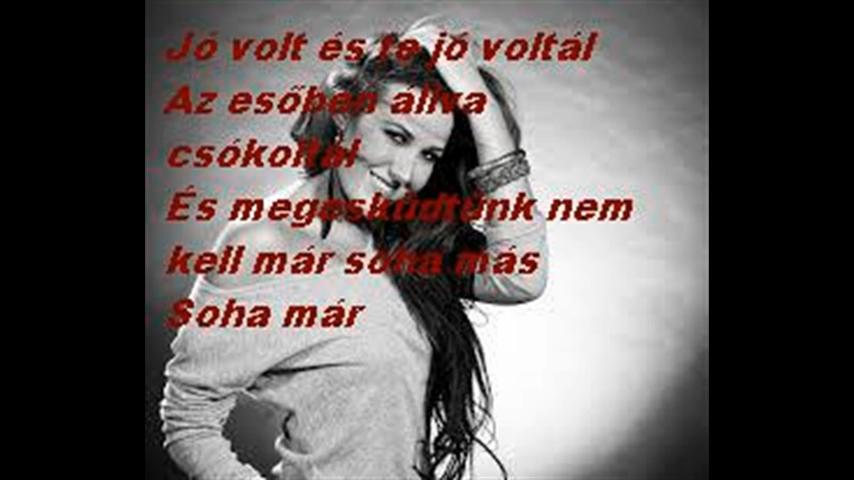 Jó volt és te jó voltál
Az esőben állva
csókoltál
És megesküdtünk nem
kell már soha más
Soha már